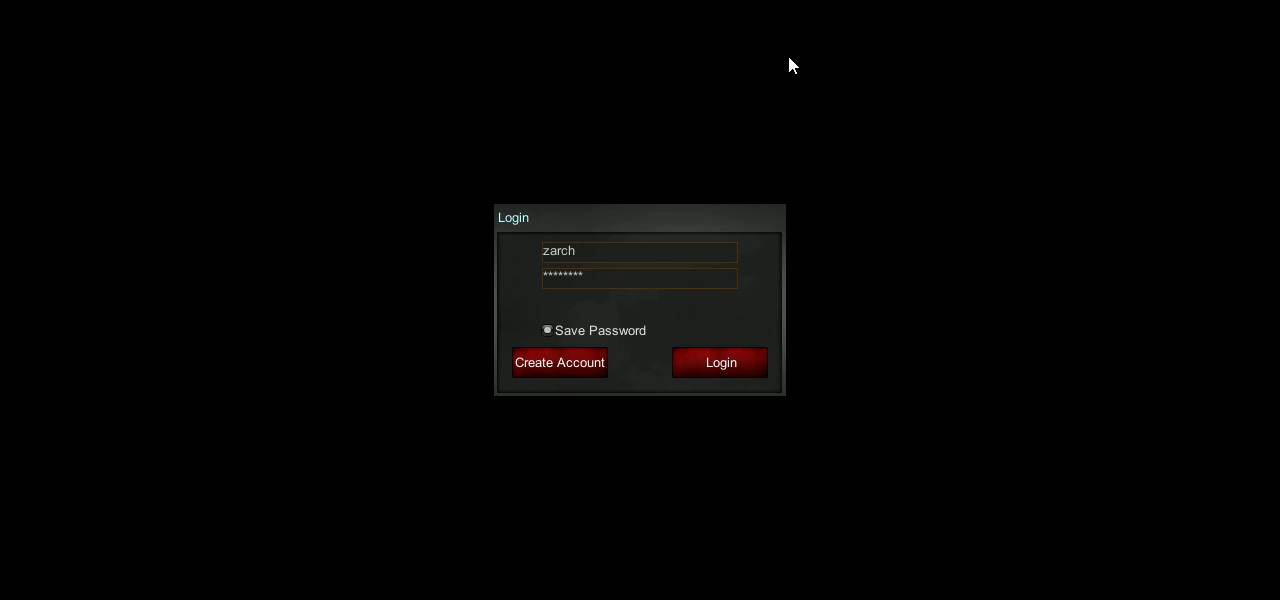 Login
zarch
********
Save Password
Create Account
Login